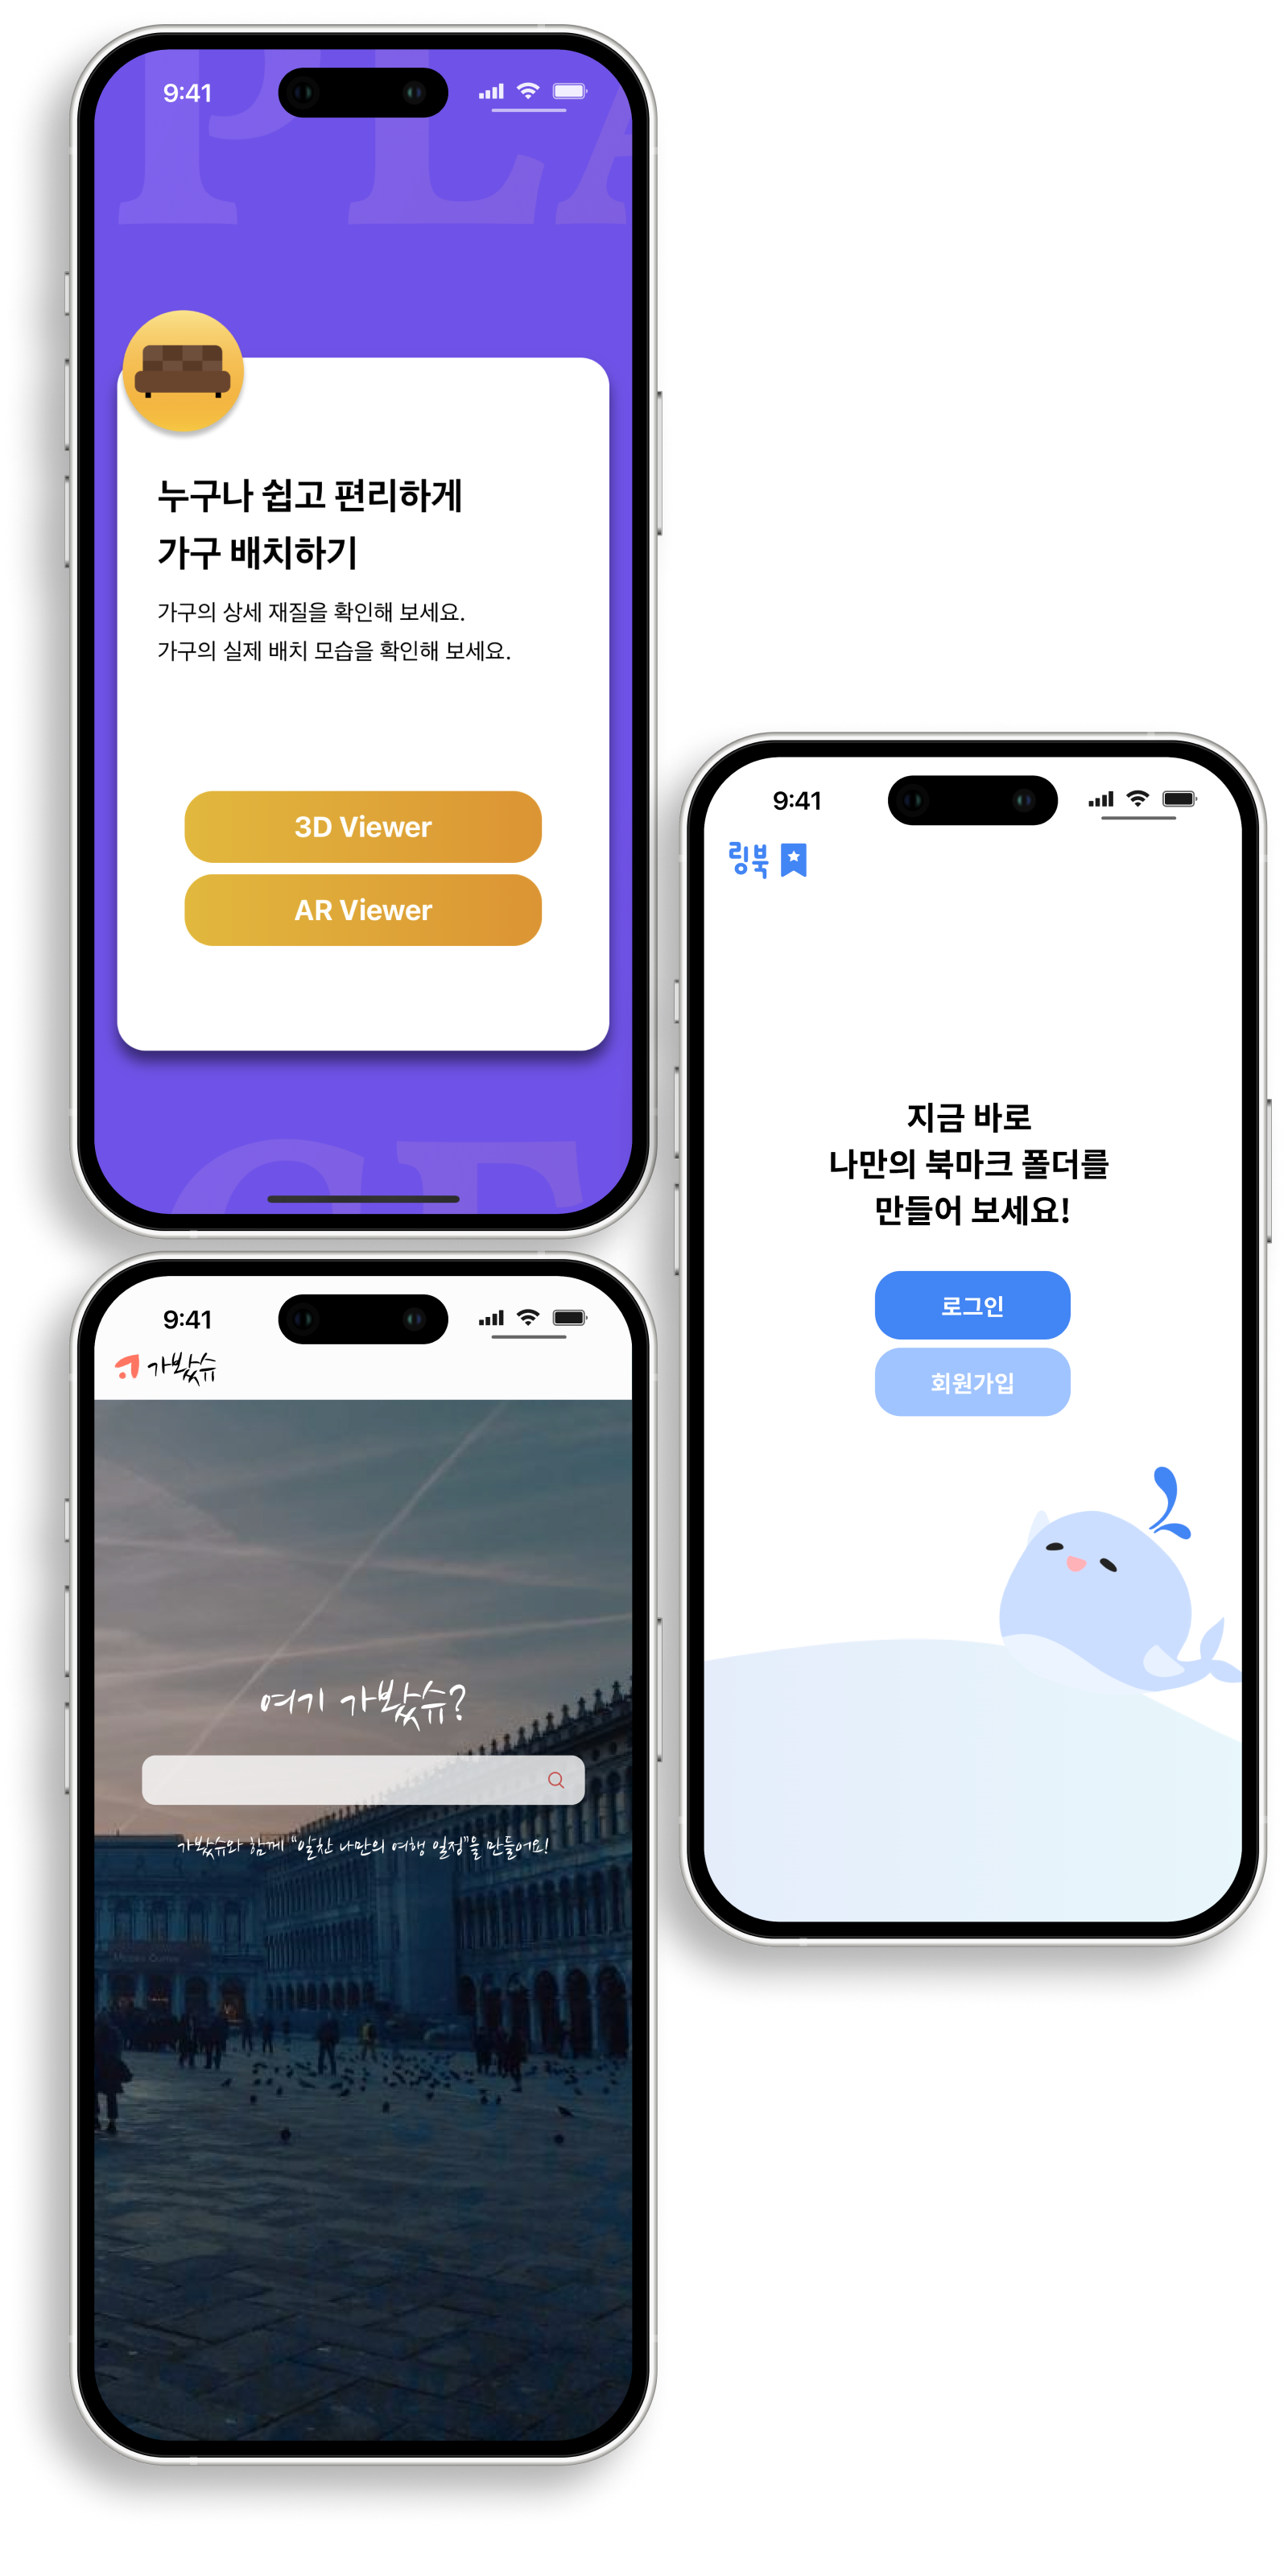 9:41
PLA
누구나 쉽고 편리하게
가구 배치하기
가구의 상세 재질을 확인해 보세요.
가구의 실제 배치 모습을 확인해 보세요.
3D Viewer
AR Viewer
CE
9:41
링북
지금 바로
나만의 북마크 폴더를
만들어 보세요!
로그인
회원가입
9:41
가봤슈
여기 가봤슈?
가봤슈와 함께 “알찬 나만의 여행 일정”을 만들어요!